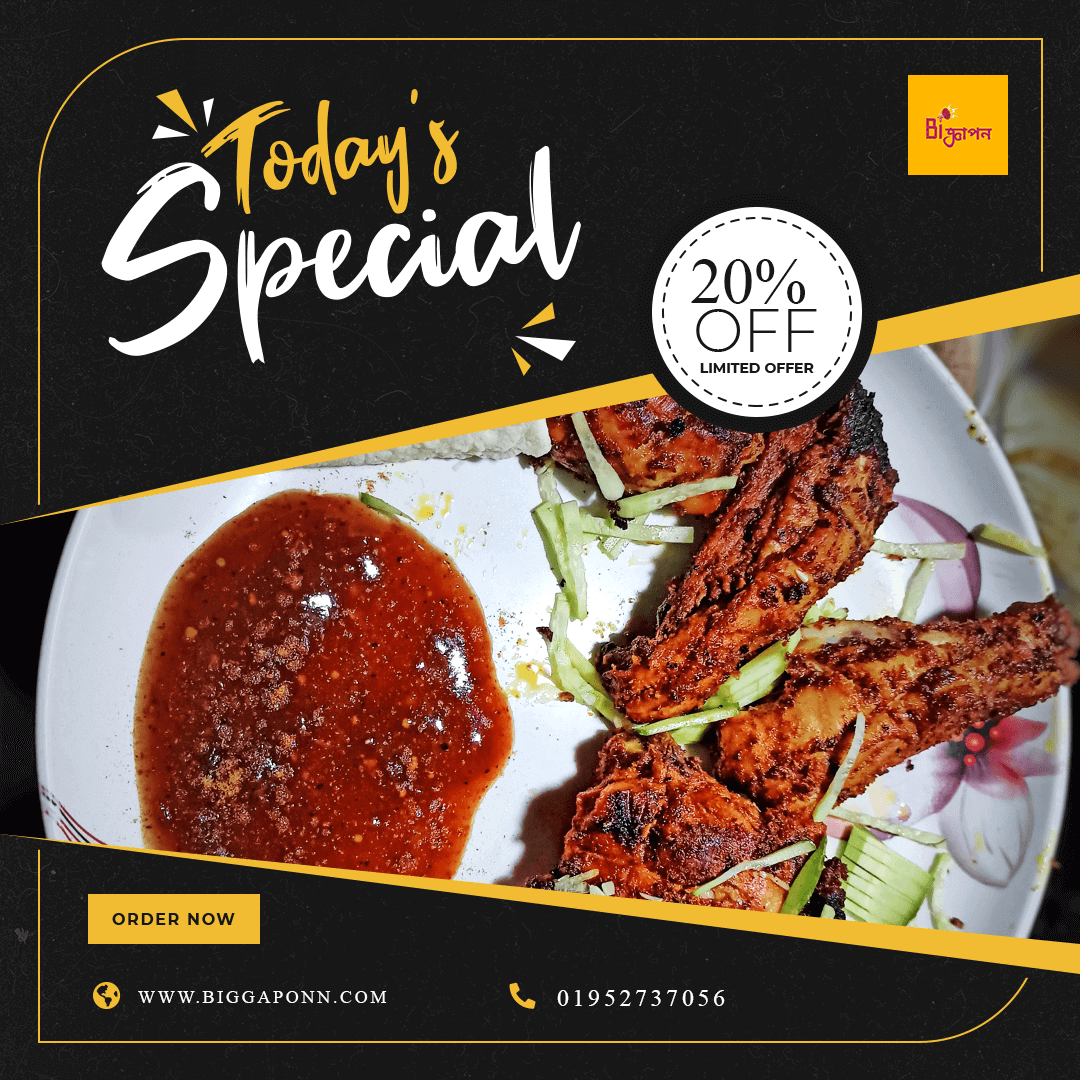 Today's
Special
Biজ্ঞাপন
20%
OFF
LIMITED OFFER
ORDER NOW
WWW.BIGGAPONN.COM
01952737056